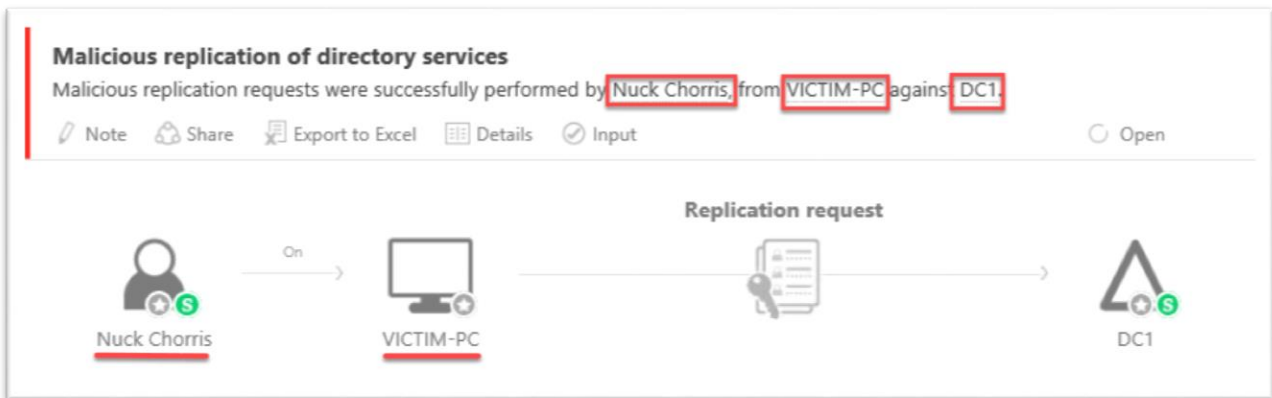 Malicious replication of directory services
Malicious replication requests were successfully performed by Nuck Chorris, from VICTIM-PC against DC1.
Note Share Export to Excel Details Input Open
Replication request
On
S
S
Nuck Chorris VICTIM-PC DC1